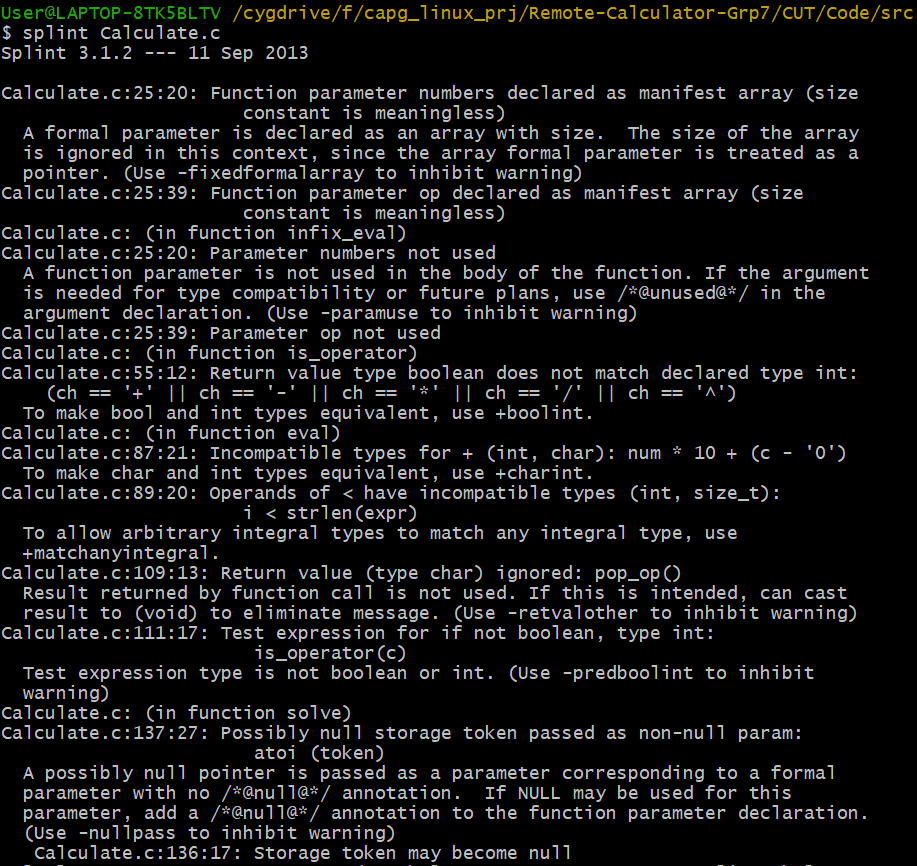 User@LAPTOP-8TK5BLTV /cygdrive/f/capg_linux_prj/Remote-Calculator-Grp7/CUT/Code/src
$ splint Calculate.c
Splint 3.1.2 --- 11 Sep 2013
Calculate.c:25:20: Function parameter numbers declared as manifest array (size
constant is meaningless)
A formal parameter is declared as an array with size.  The size of the array
is ignored in this context, since the array formal parameter is treated as a
pointer. (Use -fixedformalarray to inhibit warning)
Calculate.c:25:39: Function parameter op declared as manifest array (size
constant is meaningless)
Calculate.c: (in function infix_eval)
Calculate.c:25:20: Parameter numbers not used
A function parameter is not used in the body of the function. If the argument
is needed for type compatibility or future plans, use /*@unused@*/ in the
argument declaration. (Use -paramuse to inhibit warning)
Calculate.c:25:39: Parameter op not used
Calculate.c: (in function is_operator)
Calculate.c:55:12: Return value type boolean does not match declared type int:
(ch == '+' || ch == '-' || ch == '*' || ch == '/' || ch == '^')
To make bool and int types equivalent, use +boolint.
Calculate.c: (in function eval)
Calculate.c:87:21: Incompatible types for + (int, char): num * 10 + (c - '0')
To make char and int types equivalent, use +charint.
Calculate.c:89:20: Operands of < have incompatible types (int, size_t):
i < strlen(expr)
To allow arbitrary integral types to match any integral type, use
+matchanyintegral.
Calculate.c:109:13: Return value (type char) ignored: pop_op()
Result returned by function call is not used. If this is intended, can cast
result to (void) to eliminate message. (Use -retvalother to inhibit warning)
Calculate.c:111:17: Test expression for if not boolean, type int:
is_operator(c)
Test expression type is not boolean or int. (Use -predboolint to inhibit
warning)
Calculate.c: (in function solve)
Calculate.c:137:27: Possibly null storage token passed as non-null param:
atoi (token)
A possibly null pointer is passed as a parameter corresponding to a formal
parameter with no /*@null@*/ annotation.  If NULL may be used for this
parameter, add a /*@null@*/ annotation to the function parameter declaration.
(Use -nullpass to inhibit warning)
Calculate.c:136:17: Storage token may become null